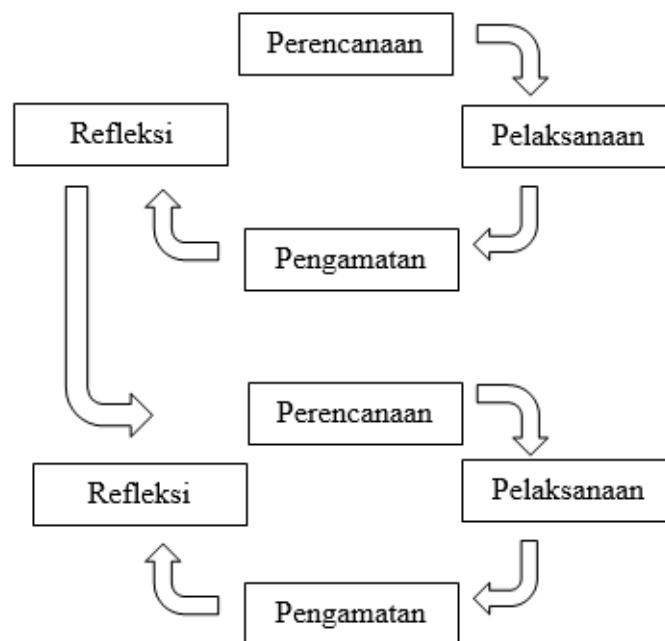 Perencanaan
Refleksi
Pelaksanaan
Pengamatan
Perencanaan
Refleksi
Pelaksanaan
Pengamatan